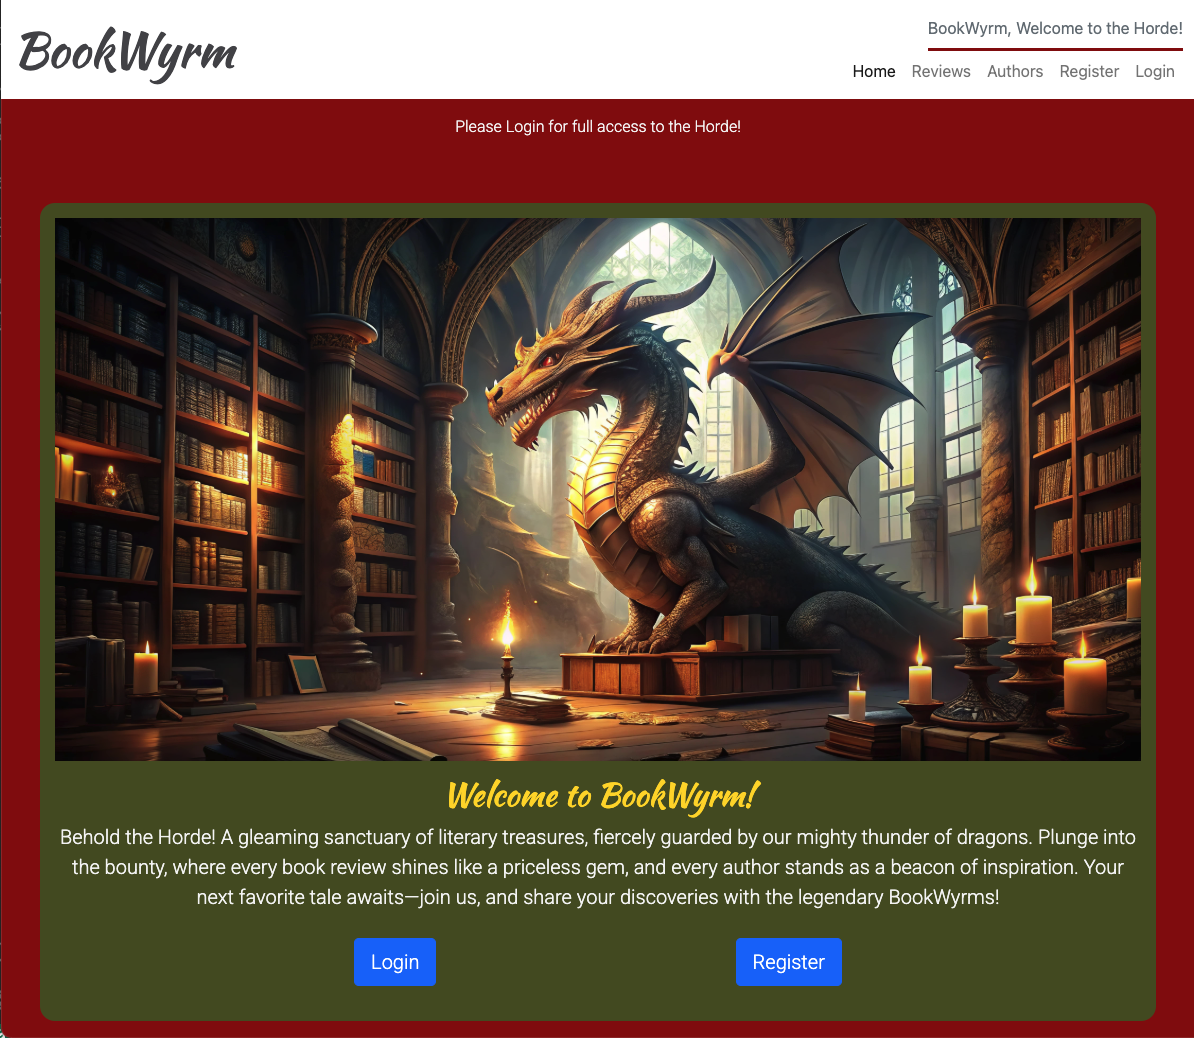 BookWyrm
BookWyrm, Welcome to the Horde!
Home Reviews Authors Register Login
Please Login for full access to the Horde!
Welcome to BookWyrm!
Behold the Horde! A gleaming sanctuary of literary treasures, fiercely guarded by our mighty thunder of dragons. Plunge into
the bounty, where every book review shines like a priceless gem, and every author stands as a beacon of inspiration. Your
next favorite tale awaits—join us, and share your discoveries with the legendary BookWyrms!
Login Register